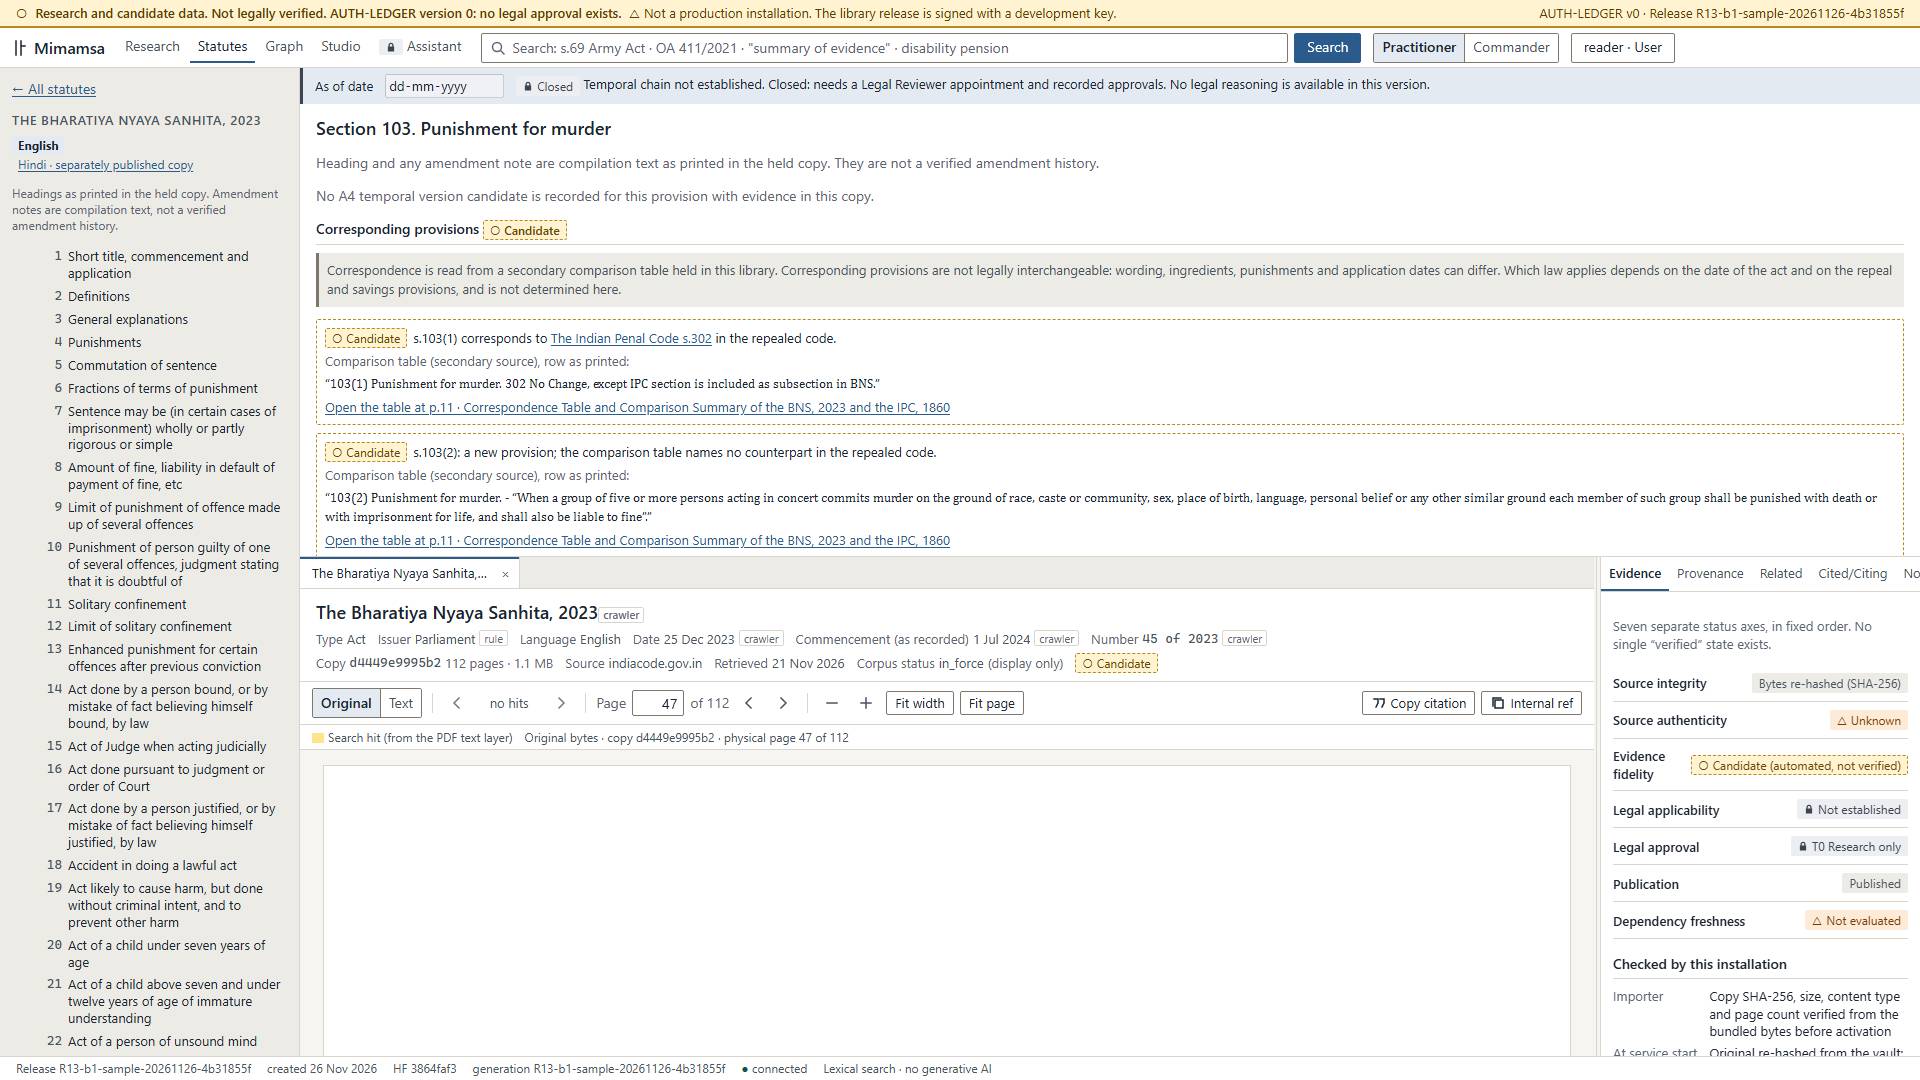 Research and candidate data. Not legally verified. AUTH-LEDGER version 0: no legal approval exists. Not a production installation. The library release is signed with a development key. AUTH-LEDGER v0 · Release R13-b1-sample-20261126-4b31855f
Mimamsa Research Statutes Graph Studio Assistant Search: s.69 Army Act · OA 411/2021 · "summary of evidence" · disability pension Search Practitioner Commander reader · User
← All statutes
THE BHARATIYA NYAYA SANHITA, 2023
English
Hindi · separately published copy
Headings as printed in the held copy. Amendment
notes are compilation text, not a verified
amendment history.
1 Short title, commencement and
application
2 Definitions
3 General explanations
4 Punishments
5 Commutation of sentence
6 Fractions of terms of punishment
7 Sentence may be (in certain cases of
imprisonment) wholly or partly
rigorous or simple
8 Amount of fine, liability in default of
payment of fine, etc
9 Limit of punishment of offence made
up of several offences
10 Punishment of person guilty of one
of several offences, judgment stating
that it is doubtful of
11 Solitary confinement
12 Limit of solitary confinement
13 Enhanced punishment for certain
offences after previous conviction
14 Act done by a person bound, or by
mistake of fact believing himself
bound, by law
15 Act of Judge when acting judicially
16 Act done pursuant to judgment or
order of Court
17 Act done by a person justified, or by
mistake of fact believing himself
justified, by law
18 Accident in doing a lawful act
19 Act likely to cause harm, but done
without criminal intent, and to
prevent other harm
20 Act of a child under seven years of
age
21 Act of a child above seven and under
twelve years of age of immature
understanding
22 Act of a person of unsound mind
As of date dd-mm-yyyy Closed Temporal chain not established. Closed: needs a Legal Reviewer appointment and recorded approvals. No legal reasoning is available in this version.
Section 103. Punishment for murder
Heading and any amendment note are compilation text as printed in the held copy. They are not a verified amendment history.
No A4 temporal version candidate is recorded for this provision with evidence in this copy.
Corresponding provisions Candidate
Correspondence is read from a secondary comparison table held in this library. Corresponding provisions are not legally interchangeable: wording, ingredients, punishments and application dates can differ. Which law applies depends on the date of the act and on the repeal
and savings provisions, and is not determined here.
Candidate s.103(1) corresponds to The Indian Penal Code s.302 in the repealed code.
Comparison table (secondary source), row as printed:
“103(1) Punishment for murder. 302 No Change, except IPC section is included as subsection in BNS.”
Open the table at p.11 · Correspondence Table and Comparison Summary of the BNS, 2023 and the IPC, 1860
Candidate s.103(2): a new provision; the comparison table names no counterpart in the repealed code.
Comparison table (secondary source), row as printed:
“103(2) Punishment for murder. - “When a group of five or more persons acting in concert commits murder on the ground of race, caste or community, sex, place of birth, language, personal belief or any other similar ground each member of such group shall be punished with death or
with imprisonment for life, and shall also be liable to fine”.”
Open the table at p.11 · Correspondence Table and Comparison Summary of the BNS, 2023 and the IPC, 1860
The Bharatiya Nyaya Sanhita,... ×
The Bharatiya Nyaya Sanhita, 2023 crawler
Type Act Issuer Parliament rule Language English Date 25 Dec 2023 crawler Commencement (as recorded) 1 Jul 2024 crawler Number 45 of 2023 crawler
Copy d4449e9995b2 112 pages · 1.1 MB Source indiacode.gov.in Retrieved 21 Nov 2026 Corpus status in_force (display only) Candidate
Original Text no hits Page 47 of 112 Fit width Fit page Copy citation Internal ref
Search hit (from the PDF text layer) Original bytes · copy d4449e9995b2 · physical page 47 of 112
Evidence Provenance Related Cited/Citing No
Seven separate status axes, in fixed order. No
single “verified” state exists.
Source integrity Bytes re-hashed (SHA-256)
Source authenticity Unknown
Evidence
fidelity Candidate (automated, not verified)
Legal applicability Not established
Legal approval T0 Research only
Publication Published
Dependency freshness Not evaluated
Checked by this installation
Importer Copy SHA-256, size, content type
and page count verified from the
bundled bytes before activation
At service start Original re-hashed from the vault:
Release R13-b1-sample-20261126-4b31855f created 26 Nov 2026 HF 3864faf3 generation R13-b1-sample-20261126-4b31855f connected Lexical search · no generative AI